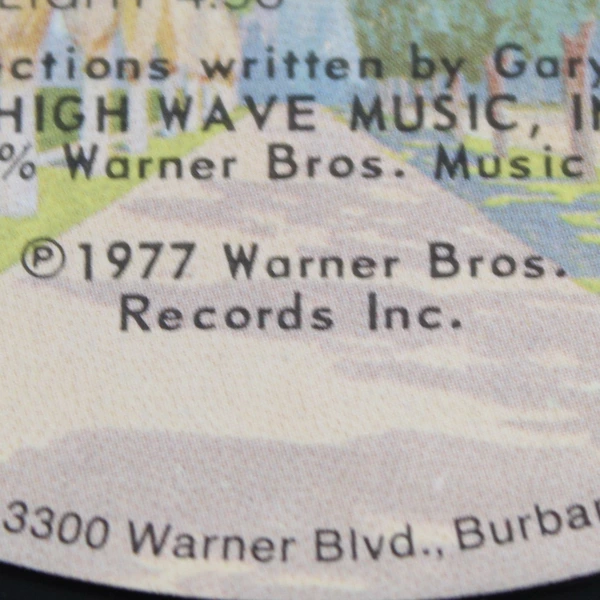 ctions written by Gary
HIGH WAVE MUSIC, IN
% Warner Bros. Music
℗1977 Warner Bros.
Records Inc.
3300 Warner Blvd., Burba